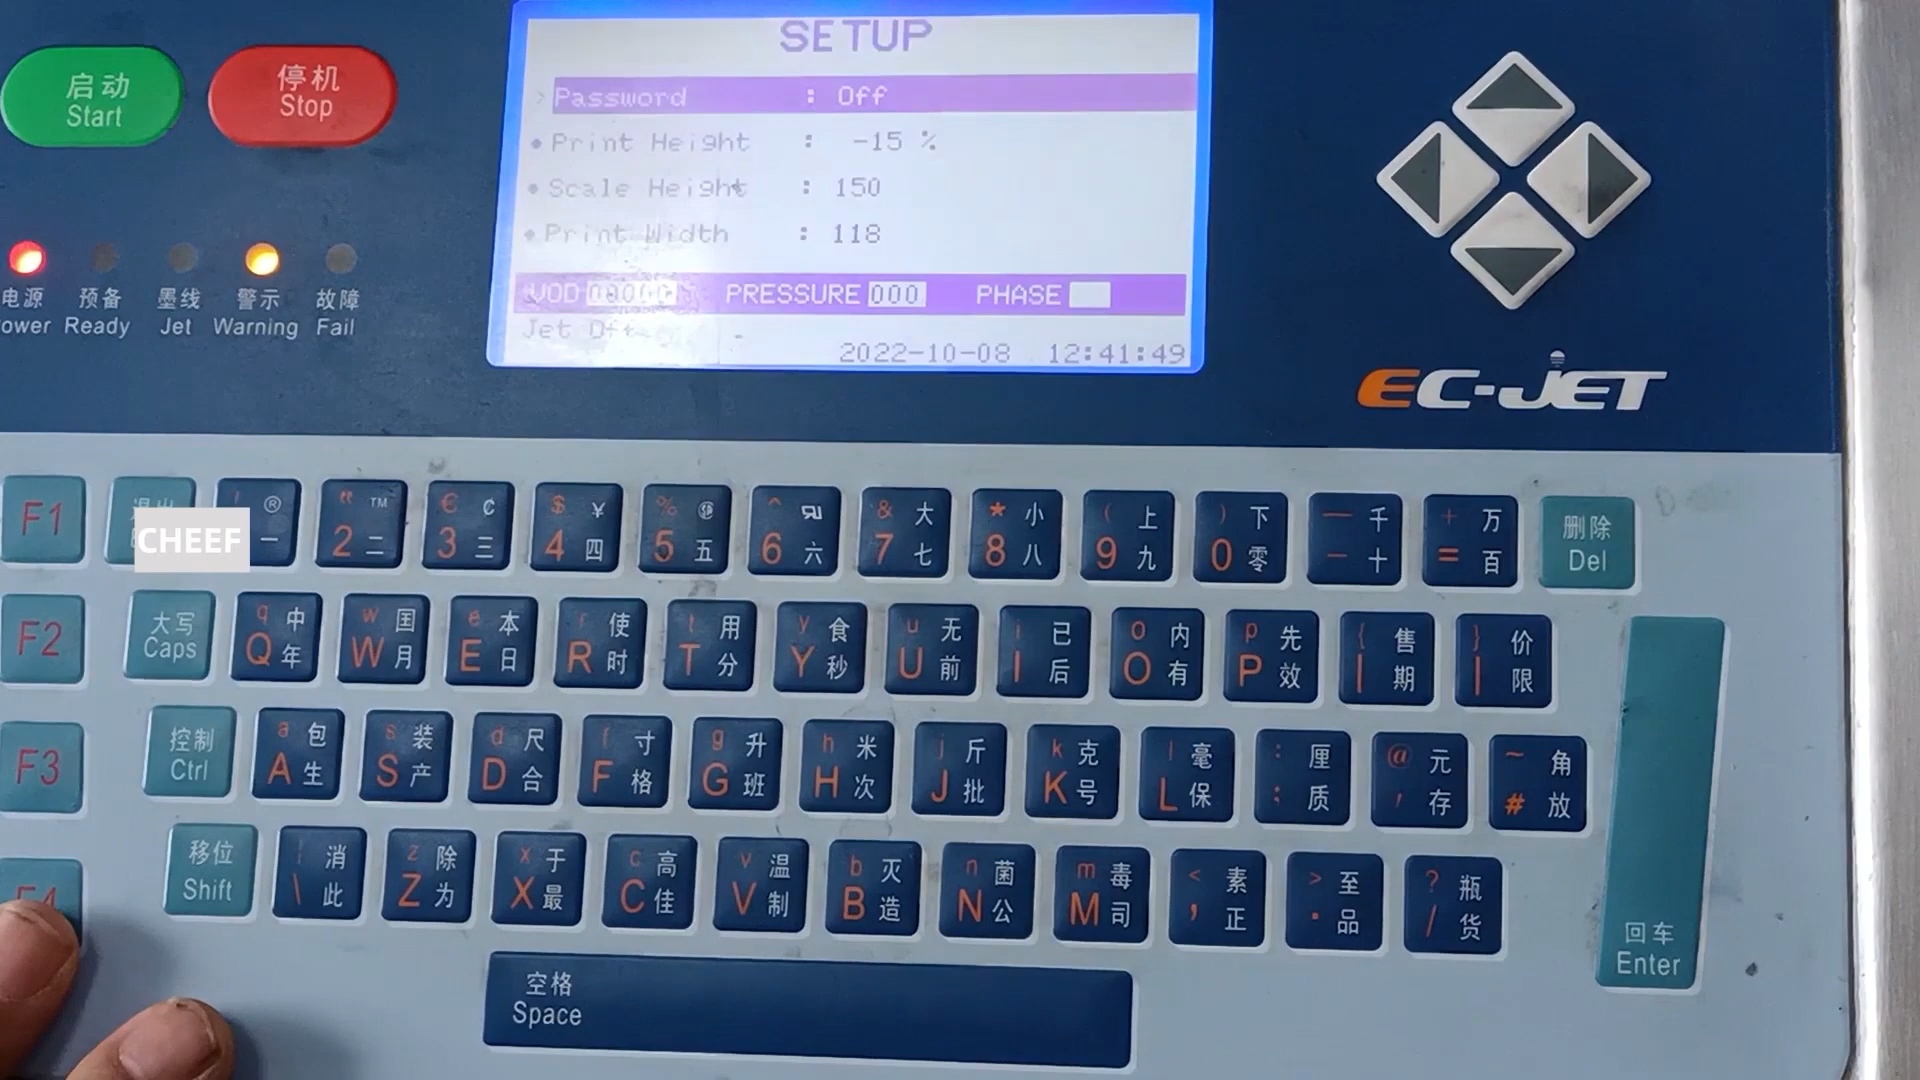 SETUP
启动
Start
停机
Stop
Password : Off
Print Height : -15 %
Scale Height : 150
Print Width : 118
VOD 00000 PRESSURE 000 PHASE
Jet Off -
2022-10-08 12:41:49
电源 预备 墨线 警示 故障
ower Ready Jet Warning Fail
EC-JET
F1
CHEEF
® 一
“ ™ 2 二
€ ¢ 3 三
$ ¥ 4 四
% 5 五
^ 6 六
& 大 7 七
* 小 8 八
( 上 9 九
) 下 0 零
— 千 － 十
+ 万 = 百
删除
Del
F2
大写
Caps
q 中 Q 年
w 国 W 月
e 本 E 日
r 使 R 时
t 用 T 分
y 食 Y 秒
u 无 U 前
i 已 I 后
o 内 O 有
p 先 P 效
{ 售 | 期
} 价 | 限
F3
控制
Ctrl
a 包 A 生
s 装 S 产
d 尺 D 合
f 寸 F 格
g 升 G 班
h 米 H 次
j 斤 J 批
k 克 K 号
l 毫 L 保
: 厘 ; 质
@ 元 ' 存
~ 角 # 放
回车
Enter
F4
移位
Shift
| 消 \ 此
z 除 Z 为
x 于 X 最
c 高 C 佳
v 温 V 制
b 灭 B 造
n 菌 N 公
m 毒 M 司
< 素 , 正
> 至 . 品
? 瓶 / 货
空格
Space